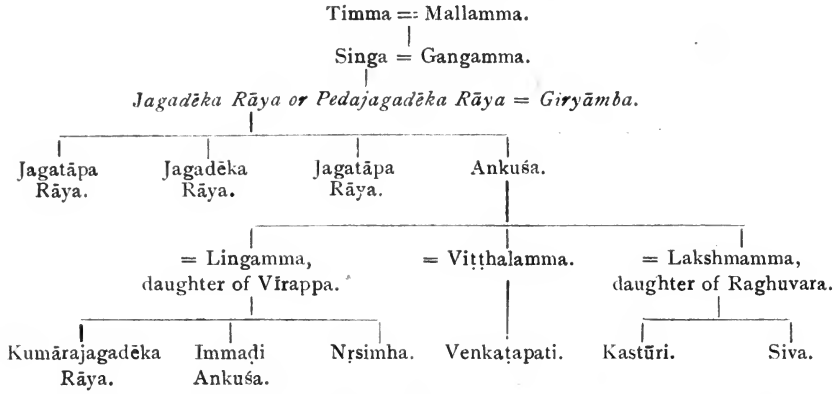 Timma = Mallamma.
Singa = Gangamma.
Jagadēka Rāya or Pedajagadēka Rāya = Giryāmba.
Jagatāpa Jagadēka Jagatāpa Ankuśa.
Rāya. Rāya. Rāya.
= Lingamma, = Viṭṭhalamma. = Lakshmamma,
daughter of Vīrappa. daughter of Raghuvara.
Kumārajagadēka Immaḍi Nṛsimha. Venkaṭapati. Kastūri. Siva.
Rāya. Ankuśa.